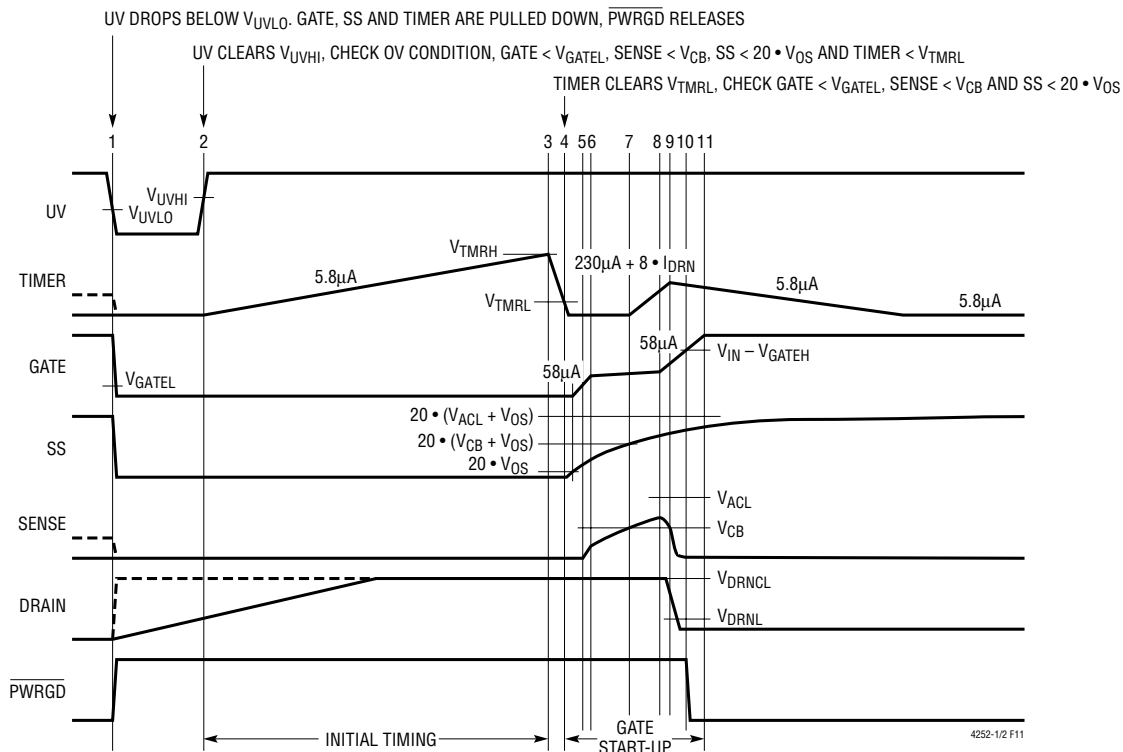 UV DROPS BELOW VUVLO. GATE, SS AND TIMER ARE PULLED DOWN, PWRGD RELEASES
UV CLEARS VUVHI, CHECK OV CONDITION, GATE < VGATEL, SENSE < VCB, SS < 20 • VOS AND TIMER < VTMRL
TIMER CLEARS VTMRL, CHECK GATE < VGATEL, SENSE < VCB AND SS < 20 • VOS
1 2 3 4 5 6 7 8 9 10 11
UV
VUVHI
VUVLO
TIMER
5.8µA
VTMRH
VTMRL
230µA + 8 • IDRN
5.8µA
5.8µA
GATE
VGATEL
58µA
58µA
VIN – VGATEH
SS
20 • (VACL + VOS)
20 • (VCB + VOS)
20 • VOS
SENSE
VACL
VCB
DRAIN
VDRNCL
VDRNL
PWRGD
INITIAL TIMING
GATE
START-UP
4252-1/2 F11